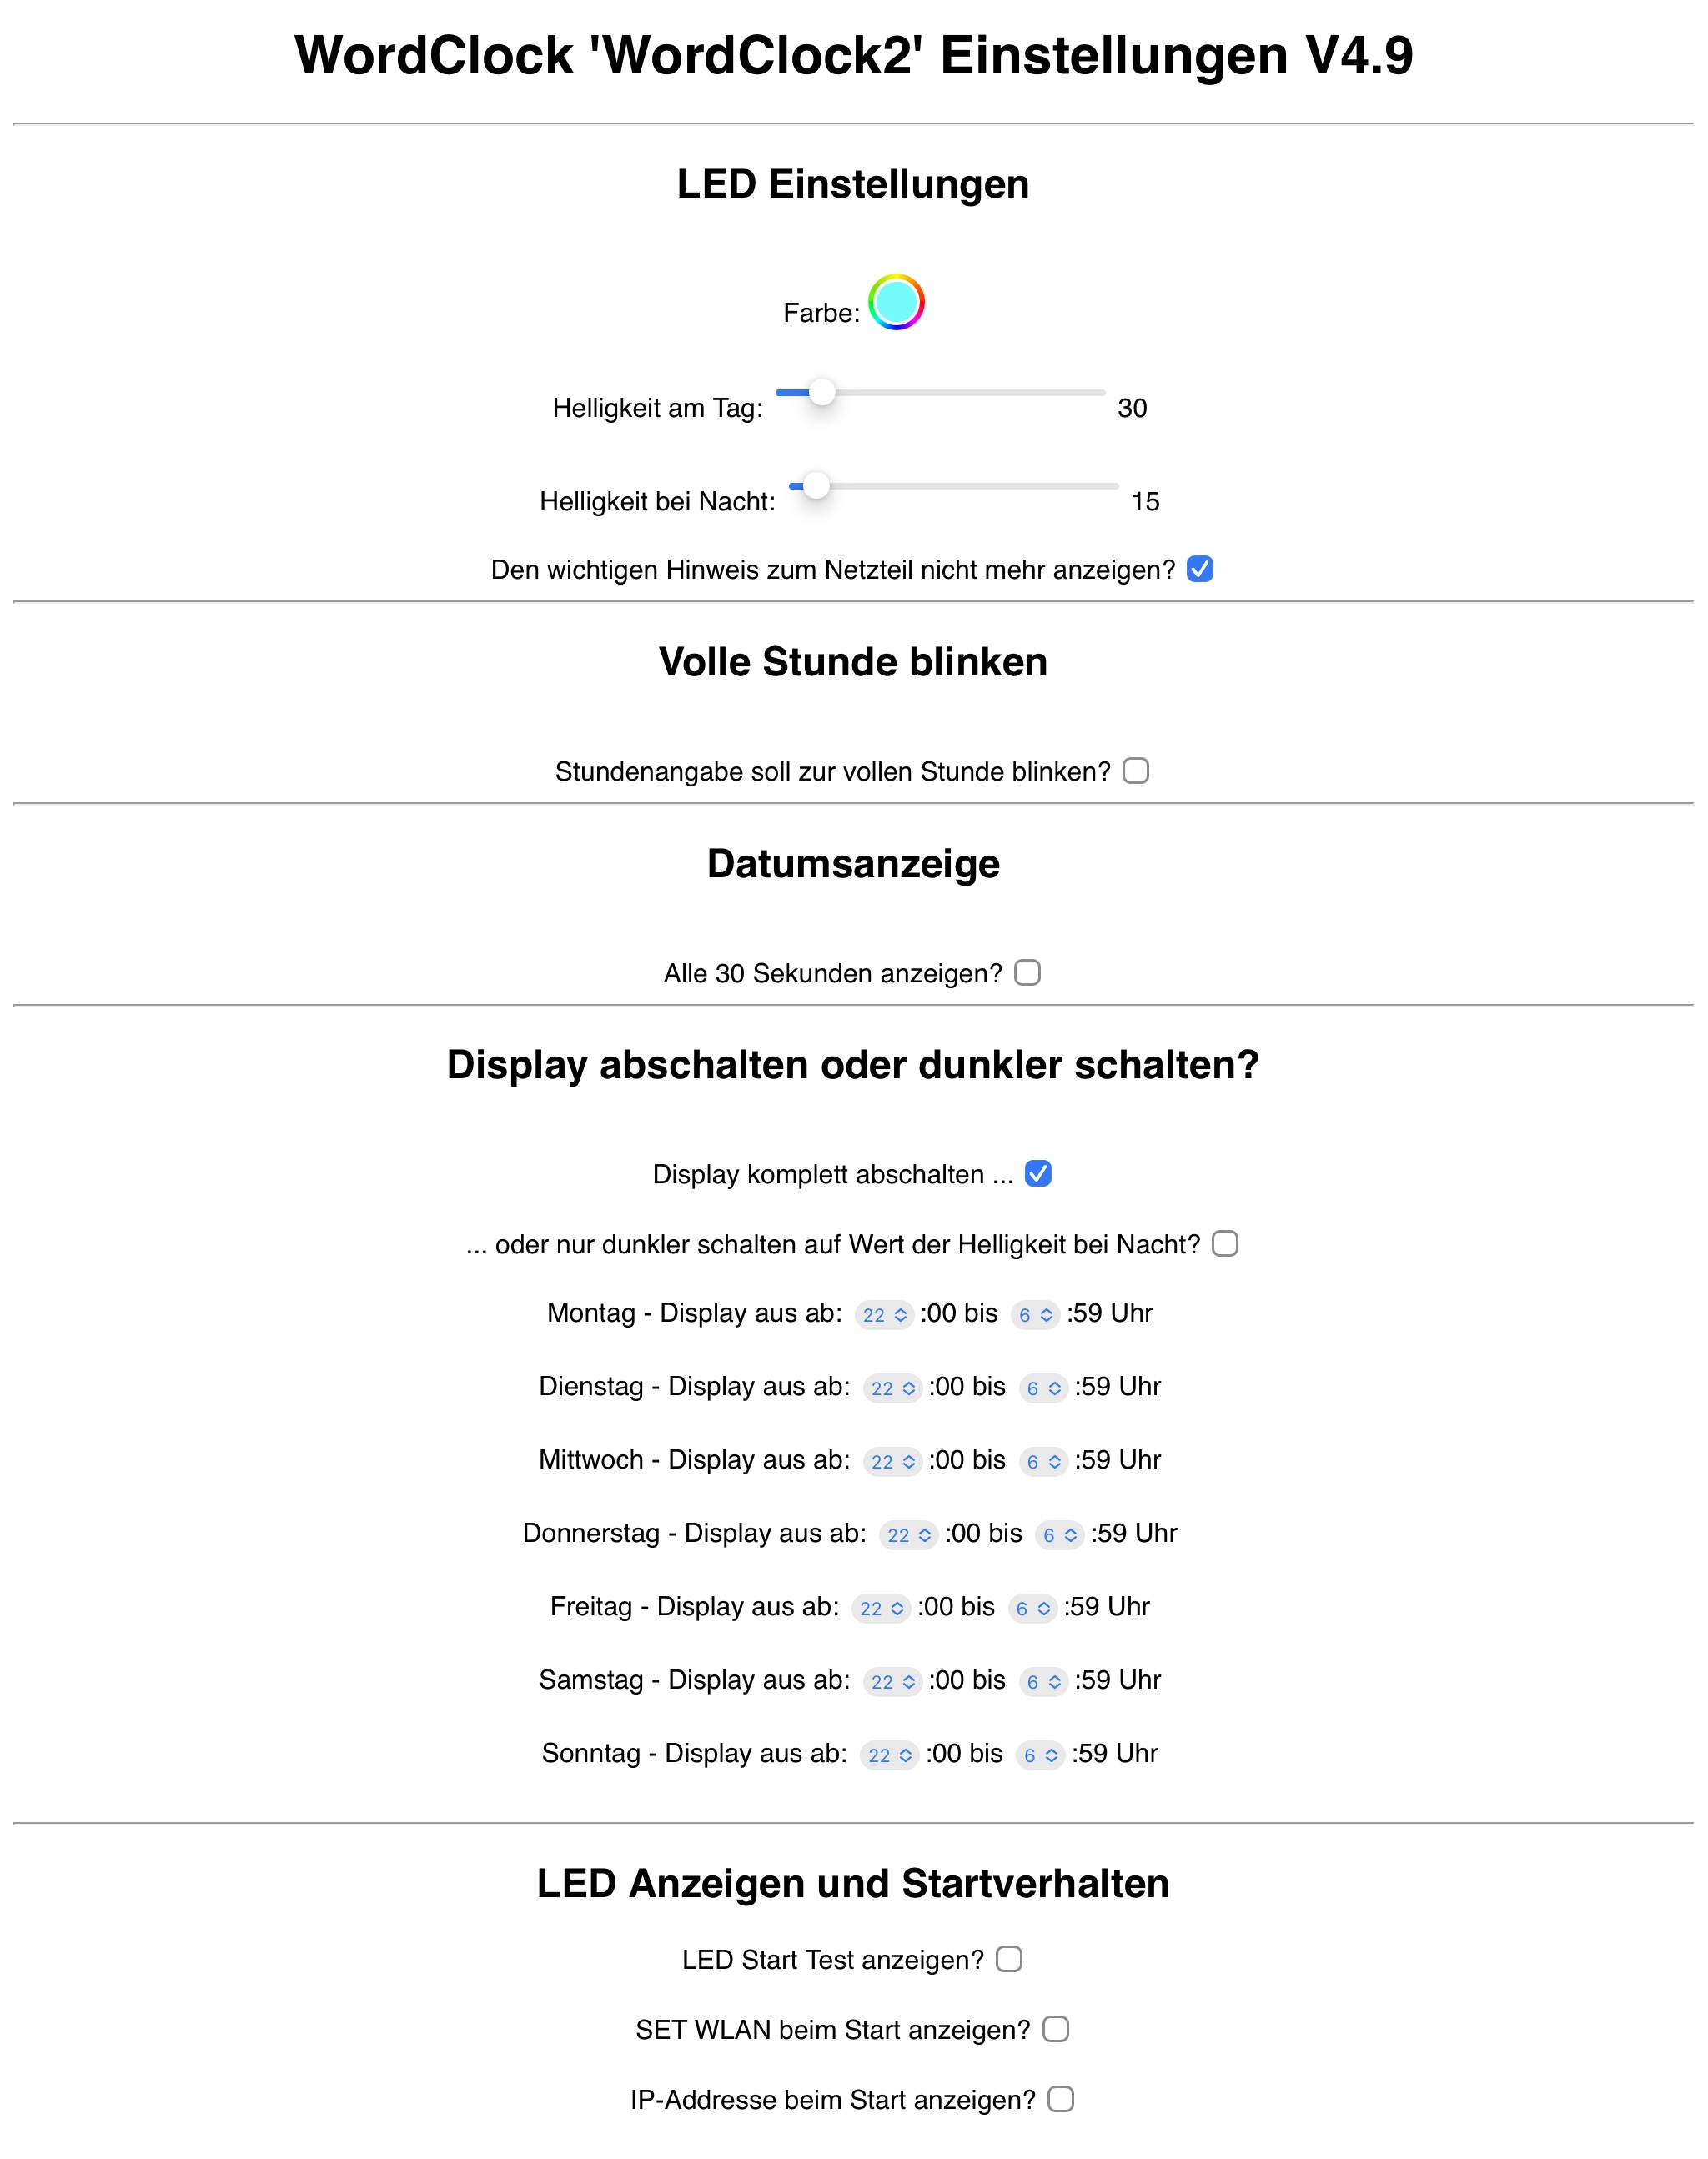 WordClock 'WordClock2' Einstellungen V4.9
LED Einstellungen
Farbe:
Helligkeit am Tag: 30
Helligkeit bei Nacht: 15
Den wichtigen Hinweis zum Netzteil nicht mehr anzeigen?
Volle Stunde blinken
Stundenangabe soll zur vollen Stunde blinken?
Datumsanzeige
Alle 30 Sekunden anzeigen?
Display abschalten oder dunkler schalten?
Display komplett abschalten ...
... oder nur dunkler schalten auf Wert der Helligkeit bei Nacht?
Montag - Display aus ab: 22 :00 bis 6 :59 Uhr
Dienstag - Display aus ab: 22 :00 bis 6 :59 Uhr
Mittwoch - Display aus ab: 22 :00 bis 6 :59 Uhr
Donnerstag - Display aus ab: 22 :00 bis 6 :59 Uhr
Freitag - Display aus ab: 22 :00 bis 6 :59 Uhr
Samstag - Display aus ab: 22 :00 bis 6 :59 Uhr
Sonntag - Display aus ab: 22 :00 bis 6 :59 Uhr
LED Anzeigen und Startverhalten
LED Start Test anzeigen?
SET WLAN beim Start anzeigen?
IP-Addresse beim Start anzeigen?